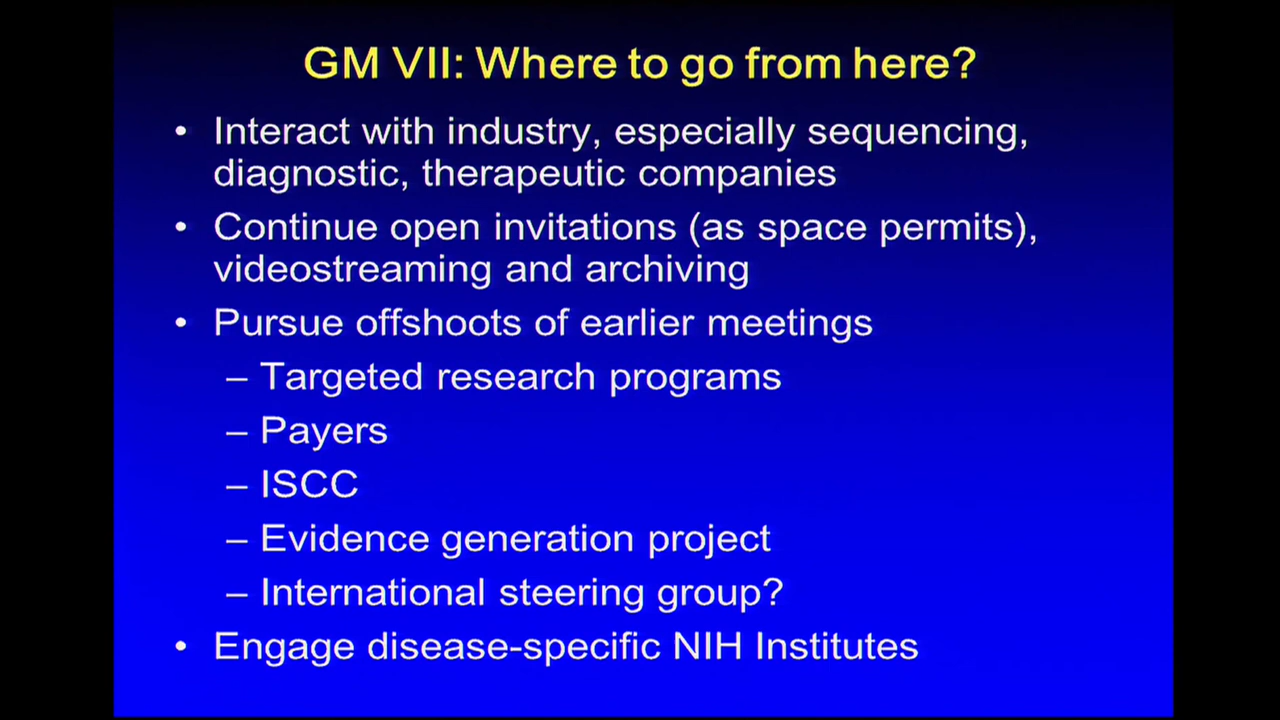 GM VII: Where to go from here?
• Interact with industry, especially sequencing,
diagnostic, therapeutic companies
• Continue open invitations (as space permits),
videostreaming and archiving
• Pursue offshoots of earlier meetings
– Targeted research programs
– Payers
– ISCC
– Evidence generation project
– International steering group?
• Engage disease-specific NIH Institutes